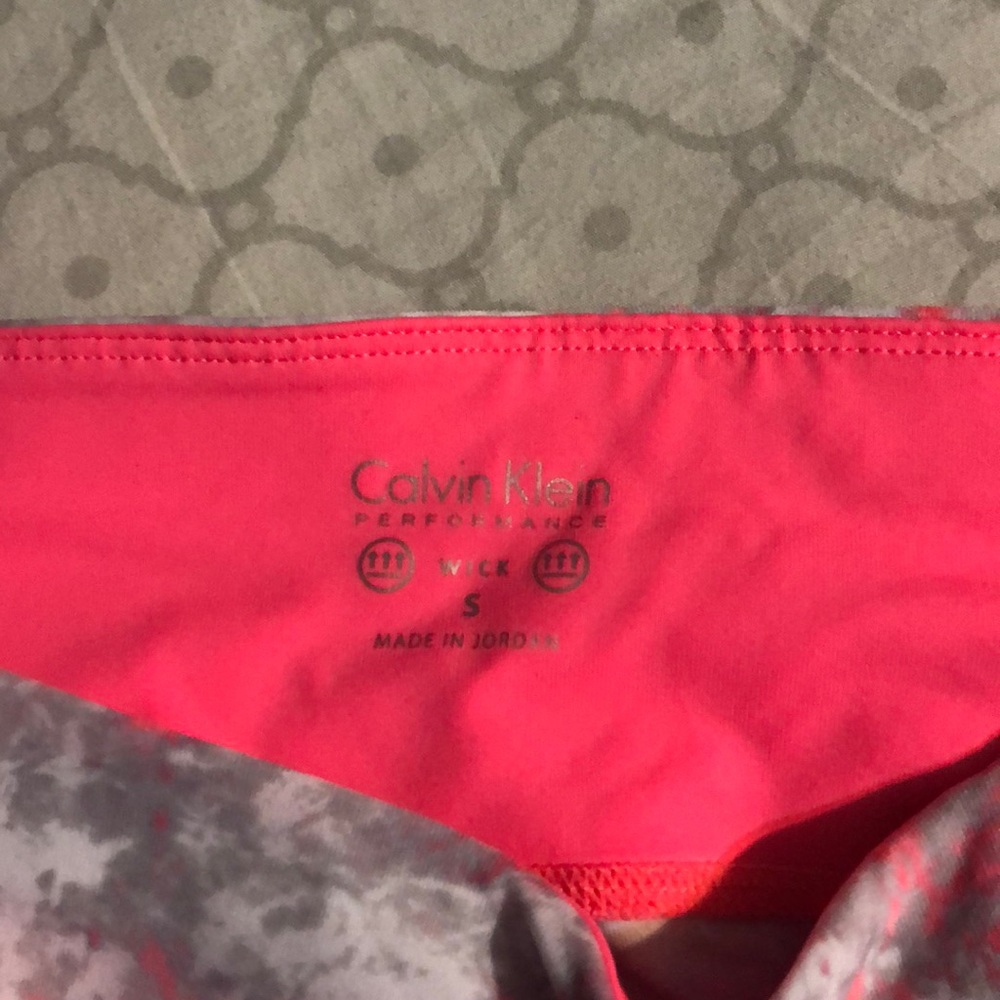 Calvin Klein
PERFORMANCE
WICK
S
MADE IN JORDAN